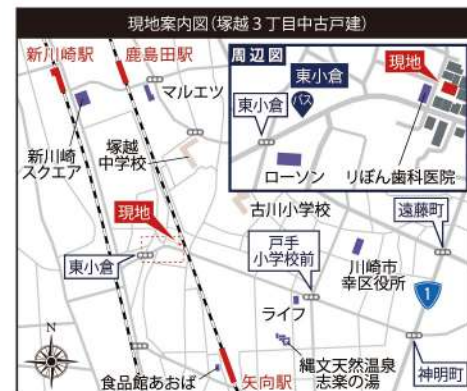 現地案内図(塚越3丁目中古戸建)
新川崎駅
鹿島田駅
マルエツ
新川崎
スクエア
塚越
中学校
周辺図
東小倉
バス
現地
東小倉
ローソン
りぼん歯科医院
古川小学校
現地
東小倉
戸手
小学校前
遠藤町
川崎市
幸区役所
1
ライフ
縄文天然温泉
志楽の湯
神明町
N
食品館あおば
矢向駅